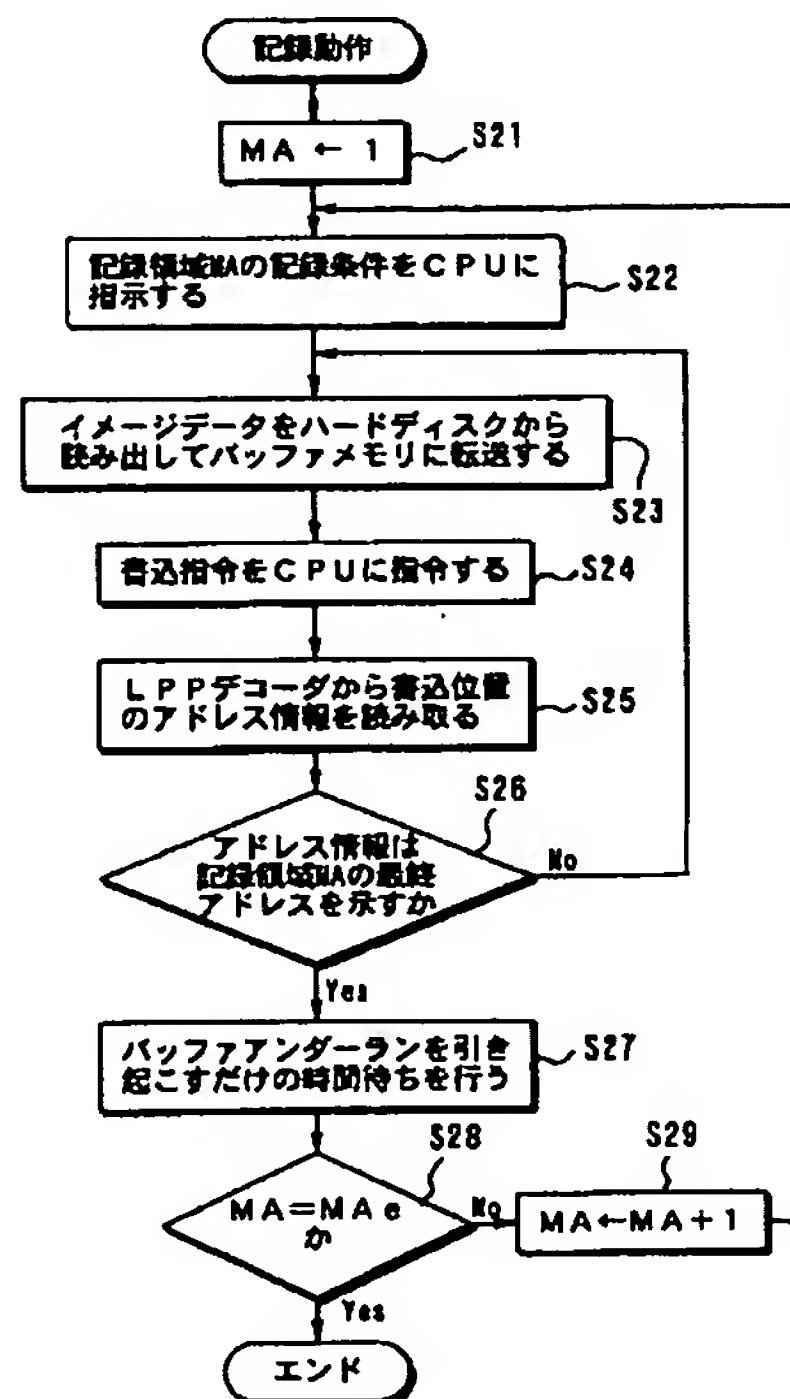 記録動作
MA ← 1
S21
記録領域MAの記録条件をCPUに
指示する
S22
イメージデータをハードディスクから
読み出してバッファメモリに転送する
S23
書込指令をCPUに指令する
S24
LPPデコーダから書込位置
のアドレス情報を読み取る
S25
S26
アドレス情報は
記録領域MAの最終
アドレスを示すか
No
Yes
バッファアンダーランを引き
起こすだけの時間待ちを行う
S27
S28
MA=MAe
か
No
S29
MA←MA+1
Yes
エンド